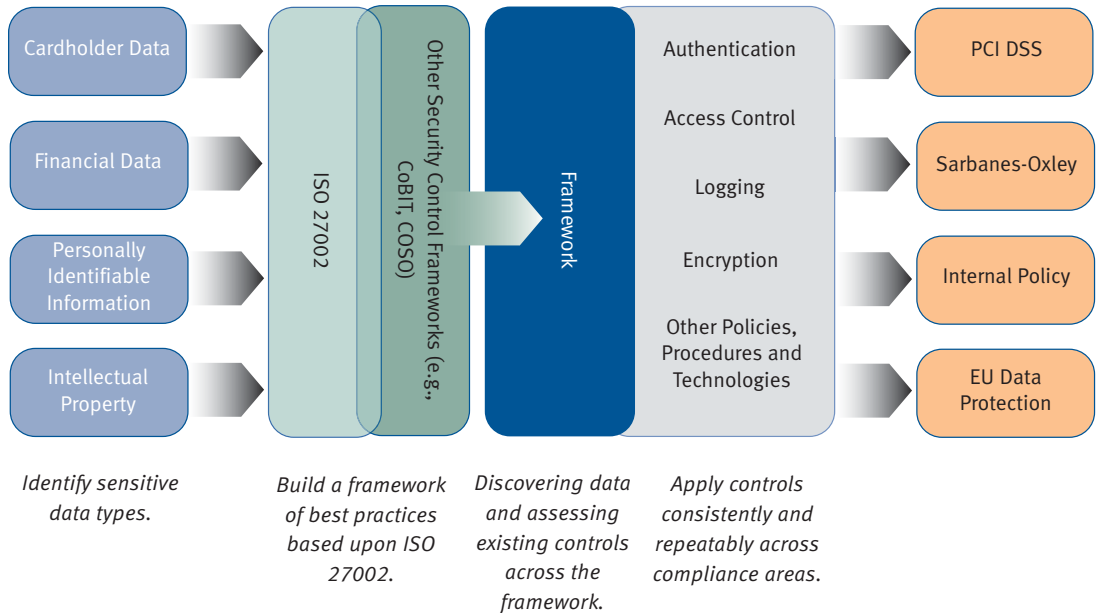 Cardholder Data
Financial Data
Personally
Identifiable
Information
Intellectual
Property
ISO 27002
Other Security Control Frameworks (e.g.,
CoBIT, COSO)
Framework
Authentication
Access Control
Logging
Encryption
Other Policies,
Procedures and
Technologies
PCI DSS
Sarbanes-Oxley
Internal Policy
EU Data
Protection
Identify sensitive
data types.
Build a framework
of best practices
based upon ISO
27002.
Discovering data
and assessing
existing controls
across the
framework.
Apply controls
consistently and
repeatably across
compliance areas.